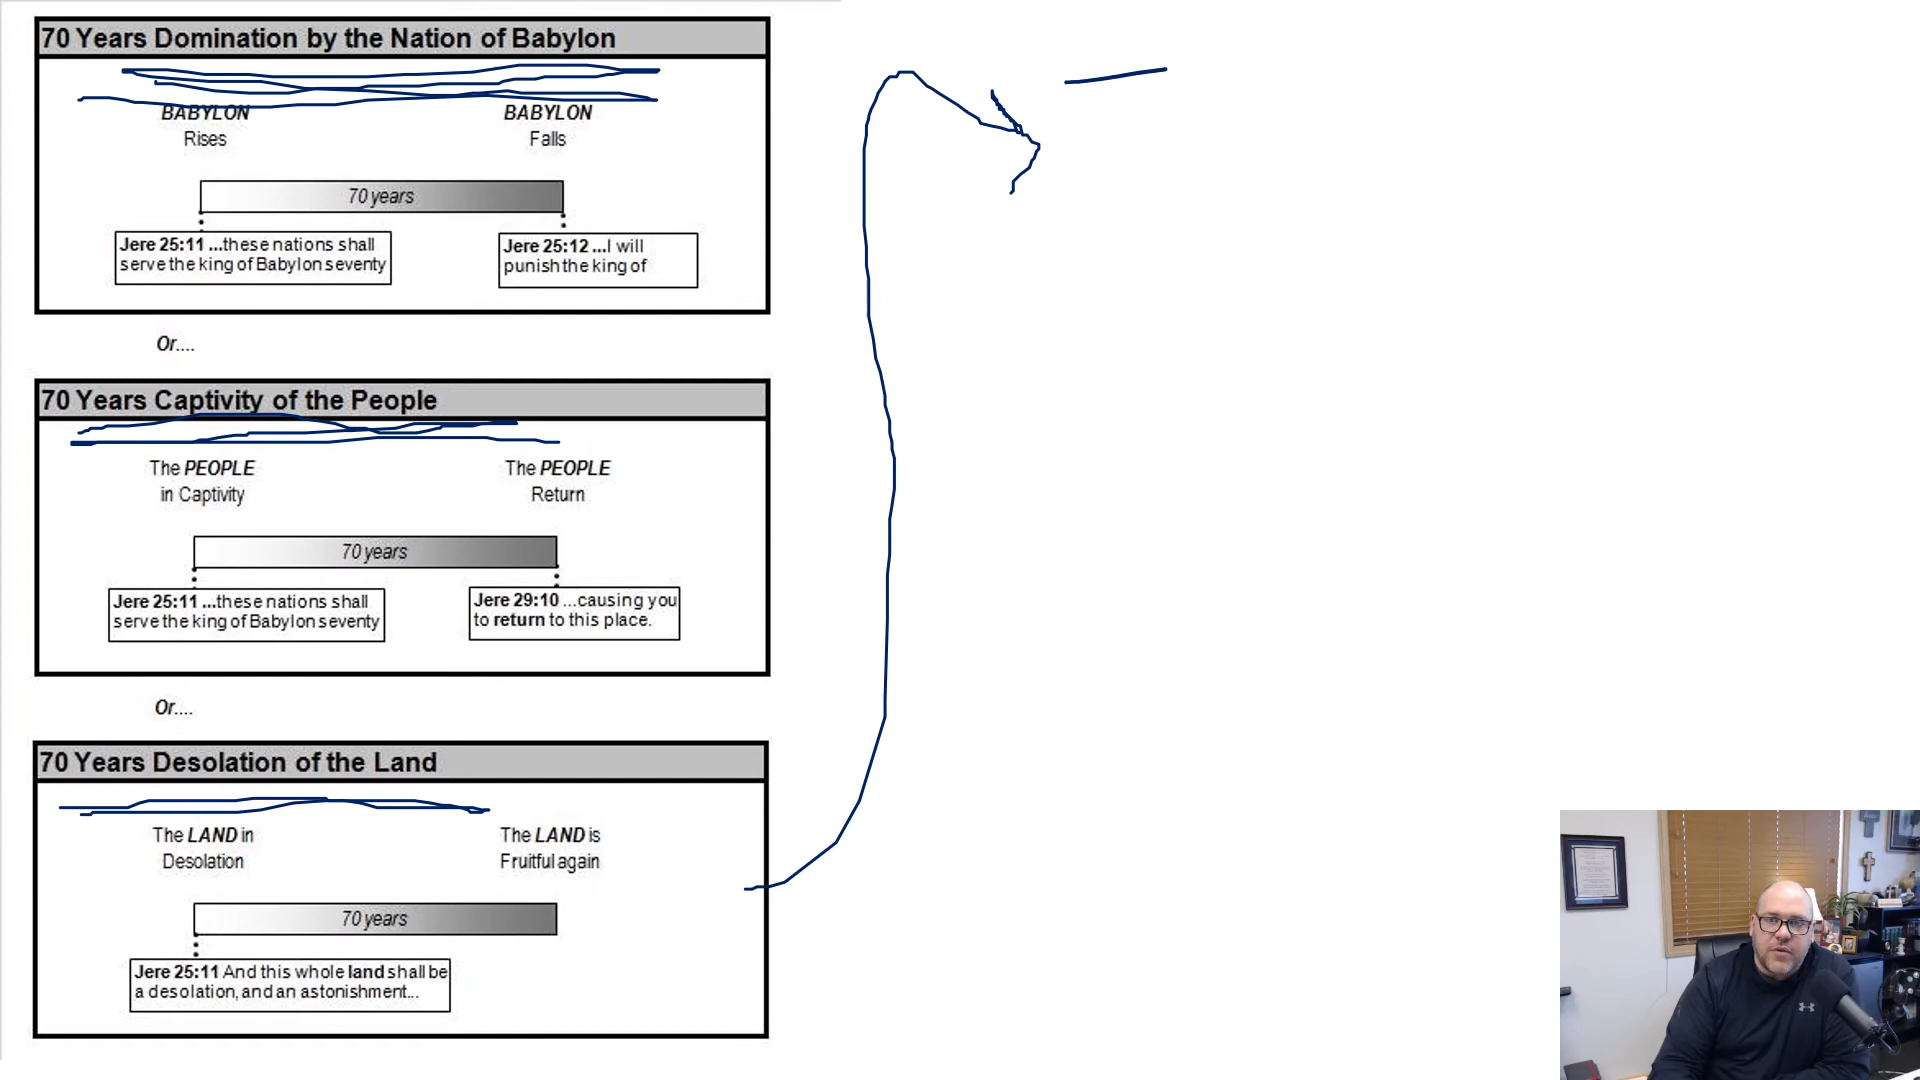 70 Years Domination by the Nation of Babylon
BABYLON
Rises
BABYLON
Falls
70 years
Jere 25:11 ...these nations shall
serve the king of Babylon seventy
Jere 25:12 ...I will
punish the king of
Or....
70 Years Captivity of the People
The PEOPLE
in Captivity
The PEOPLE
Return
70 years
Jere 25:11 ...these nations shall
serve the king of Babylon seventy
Jere 29:10 ...causing you
to return to this place.
Or....
70 Years Desolation of the Land
The LAND in
Desolation
The LAND is
Fruitful again
70 years
Jere 25:11 And this whole land shall be
a desolation, and an astonishment...